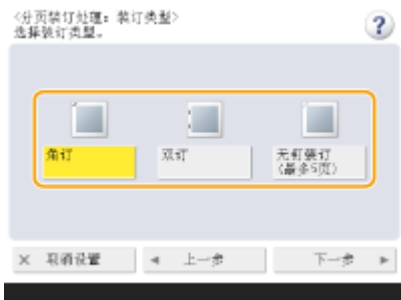 <分页装订处理：装订类型>
选择装订类型。
?
角订
双订
无钉装订
(最多5页)
× 取消设置
◀ 上一步
下一步 ▶